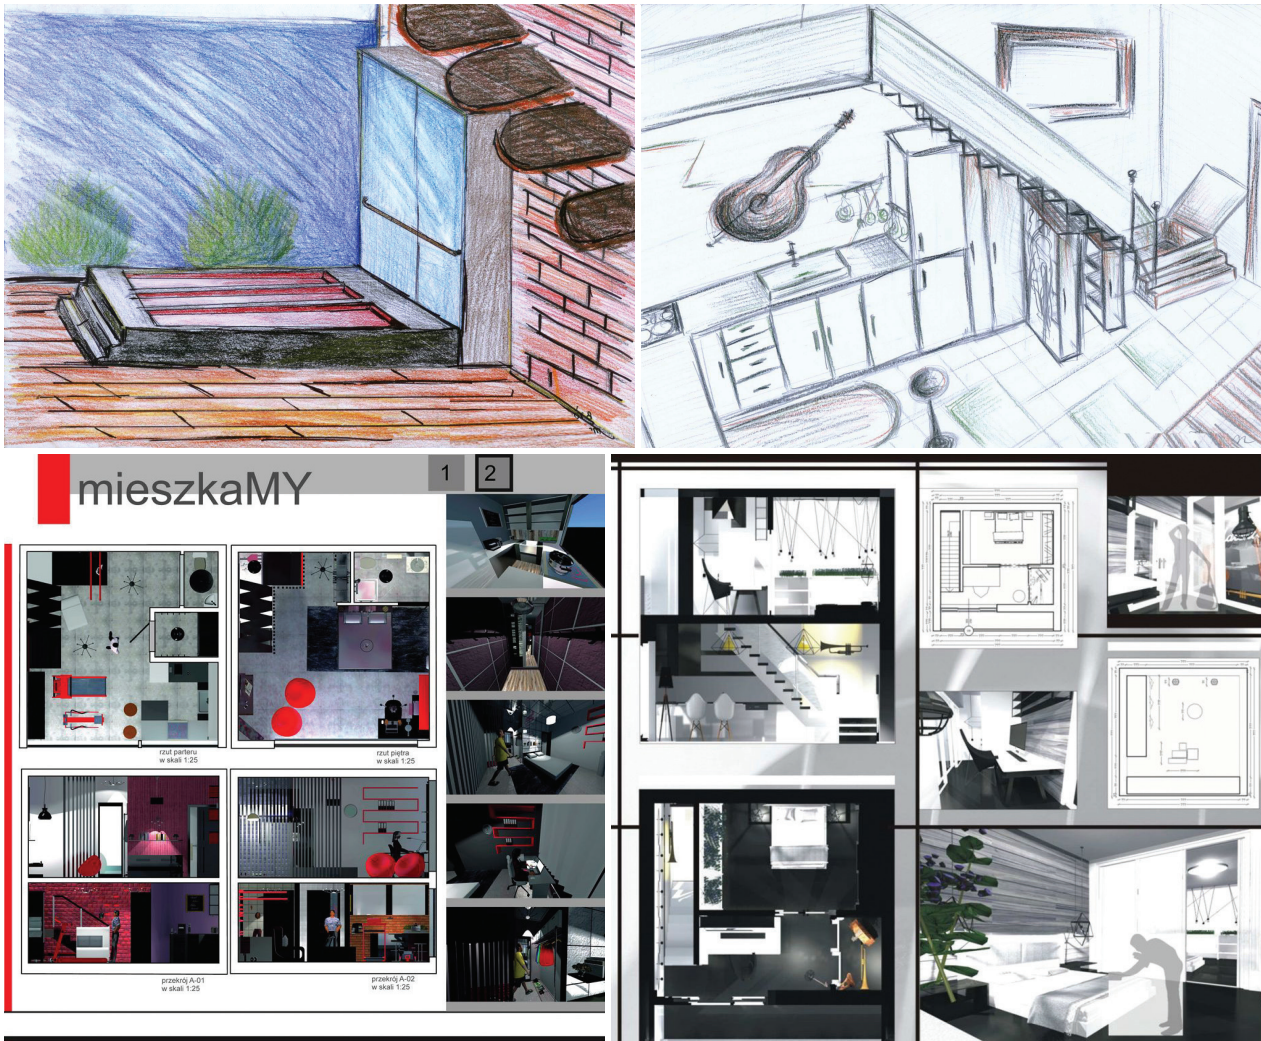 mieszkaMY
1
2
rzut parteru
w skali 1:25
rzut piętra
w skali 1:25
przekrój A-01
w skali 1:25
przekrój A-02
w skali 1:25